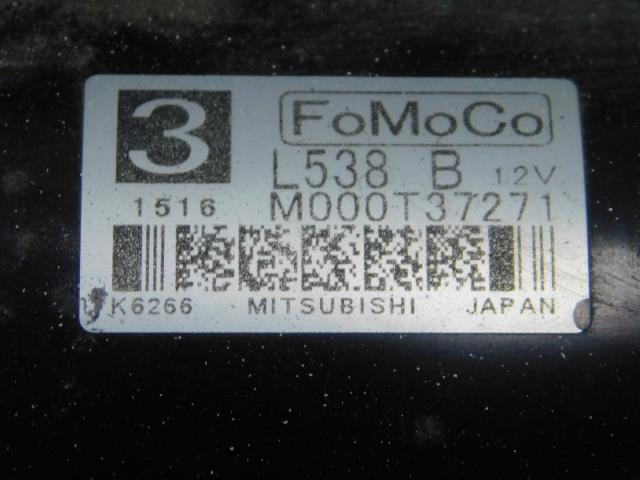 3
FoMoCo
L538 B 12V
1516 M000T37271
K6266 MITSUBISHI JAPAN